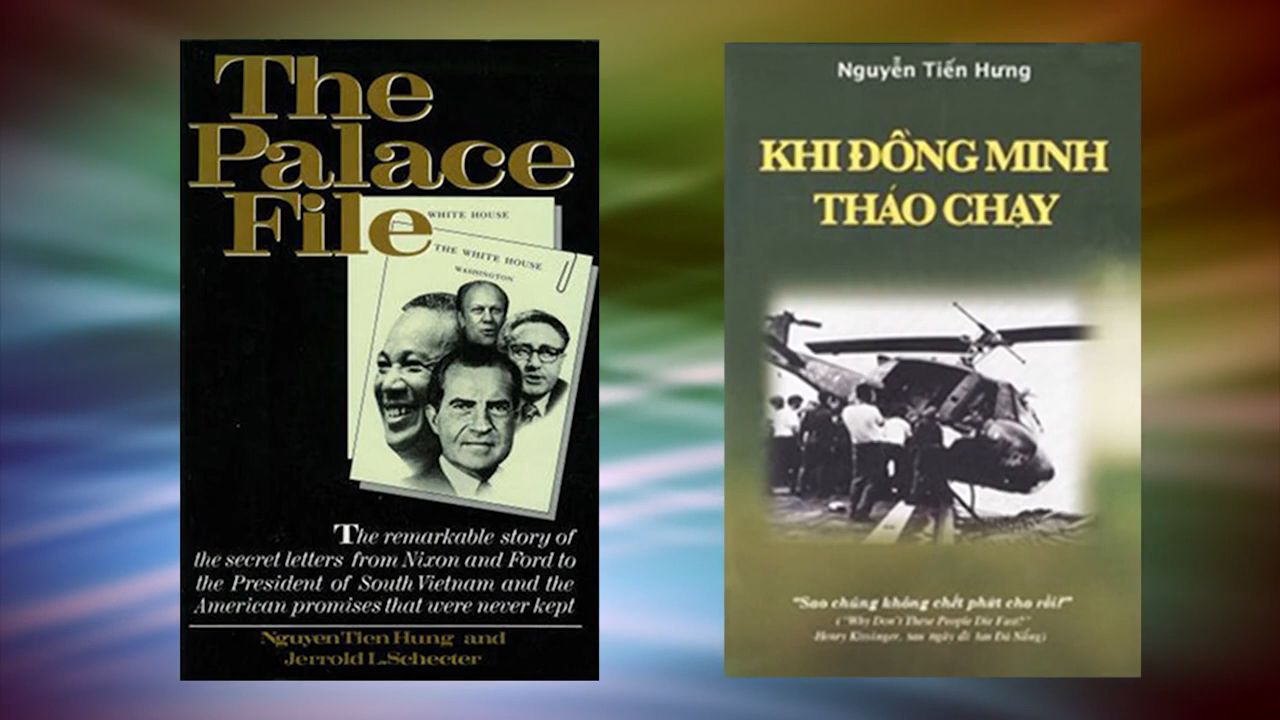 The
Palace
File
WHITE HOUSE
THE WHITE HOUSE
WASHINGTON
The remarkable story of
the secret letters from Nixon and Ford to
the President of South Vietnam and the
American promises that were never kept
Nguyen Tien Hung and
Jerrold L. Schecter
Nguyễn Tiến Hưng
KHI ĐỒNG MINH
THÁO CHẠY
"Sao chúng không chết phứt cho rồi?"
( "Why Don't These People Die Fast?"
Henry Kissinger, sau ngày di tản Đà Nẵng)